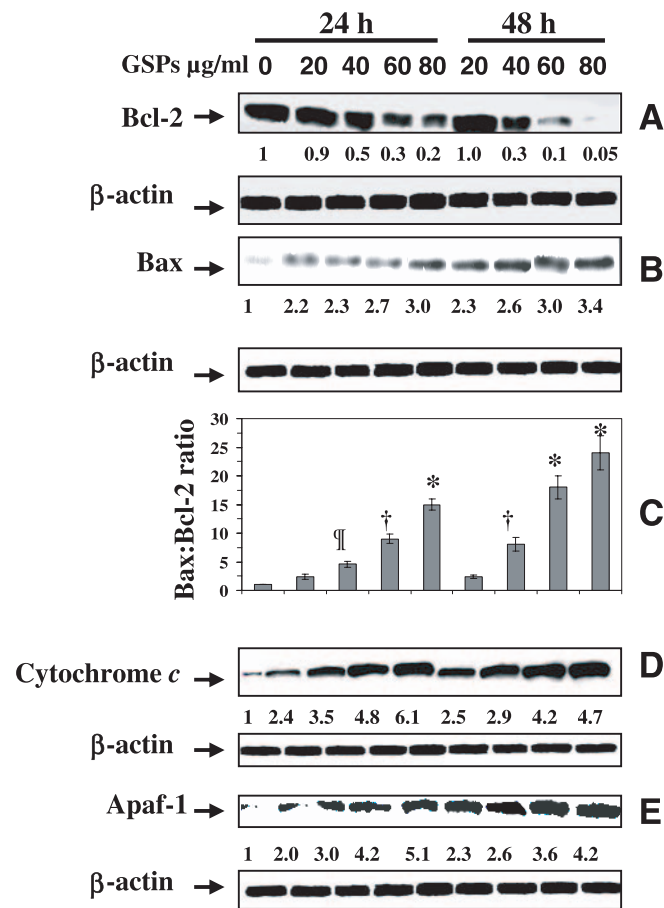 24 h 48 h
GSPs µg/ml 0 20 40 60 80 20 40 60 80
Bcl-2 A
1 0.9 0.5 0.3 0.2 1.0 0.3 0.1 0.05
β-actin
Bax B
1 2.2 2.3 2.7 3.0 2.3 2.6 3.0 3.4
β-actin
30
25
20
15
10
5
0
Bax:Bcl-2 ratio
¶ † * † * *
C
Cytochrome c D
1 2.4 3.5 4.8 6.1 2.5 2.9 4.2 4.7
β-actin
Apaf-1 E
1 2.0 3.0 4.2 5.1 2.3 2.6 3.6 4.2
β-actin